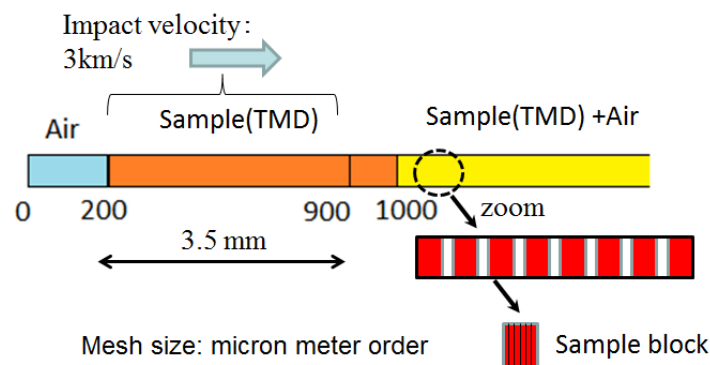 Impact velocity:
3km/s
Air
Sample(TMD)
Sample(TMD) +Air
0
200
900
1000
zoom
3.5 mm
Mesh size: micron meter order
Sample block